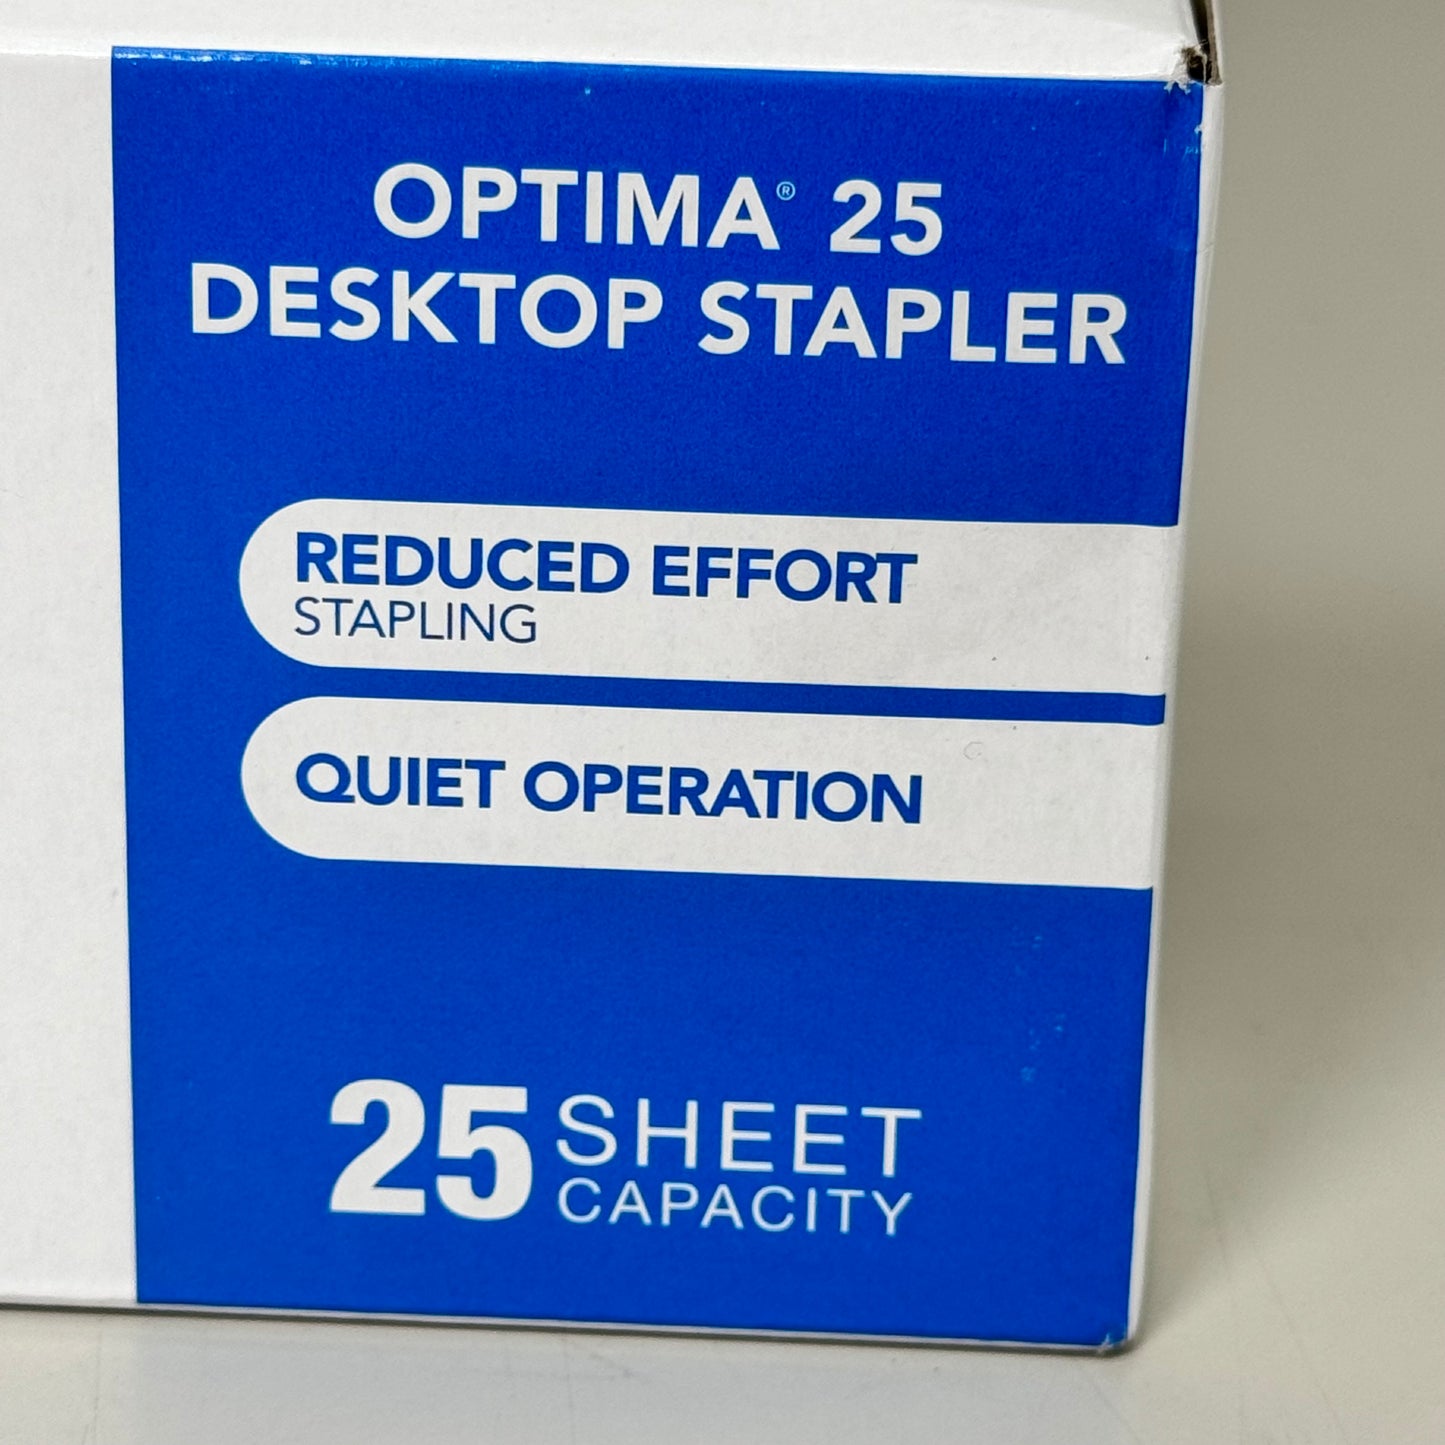 OPTIMA® 25
DESKTOP STAPLER
REDUCED EFFORT
STAPLING
QUIET OPERATION
25 SHEET
CAPACITY